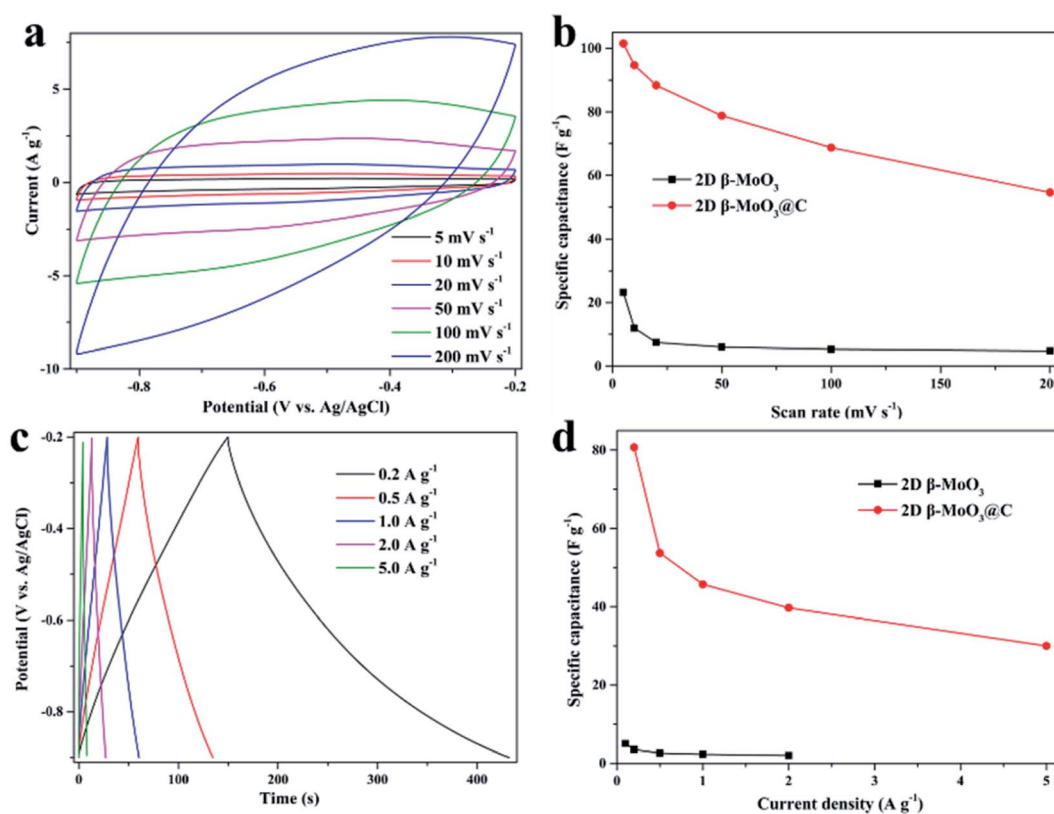 a
7.5
5
0
-5
-10
Current (A g⁻¹)
-0.8
-0.6
-0.4
-0.2
Potential (V vs. Ag/AgCl)
5 mV s⁻¹
10 mV s⁻¹
20 mV s⁻¹
50 mV s⁻¹
100 mV s⁻¹
200 mV s⁻¹
b
100
80
60
40
20
0
Specific capacitance (F g⁻¹)
2D β-MoO₃
2D β-MoO₃@C
0
50
100
150
200
Scan rate (mV s⁻¹)
c
-0.2
-0.4
-0.6
-0.8
Potential (V vs. Ag/AgCl)
0.2 A g⁻¹
0.5 A g⁻¹
1.0 A g⁻¹
2.0 A g⁻¹
5.0 A g⁻¹
0
100
200
300
400
Time (s)
d
80
60
40
20
0
Specific capacitance (F g⁻¹)
2D β-MoO₃
2D β-MoO₃@C
0
1
2
3
4
5
Current density (A g⁻¹)